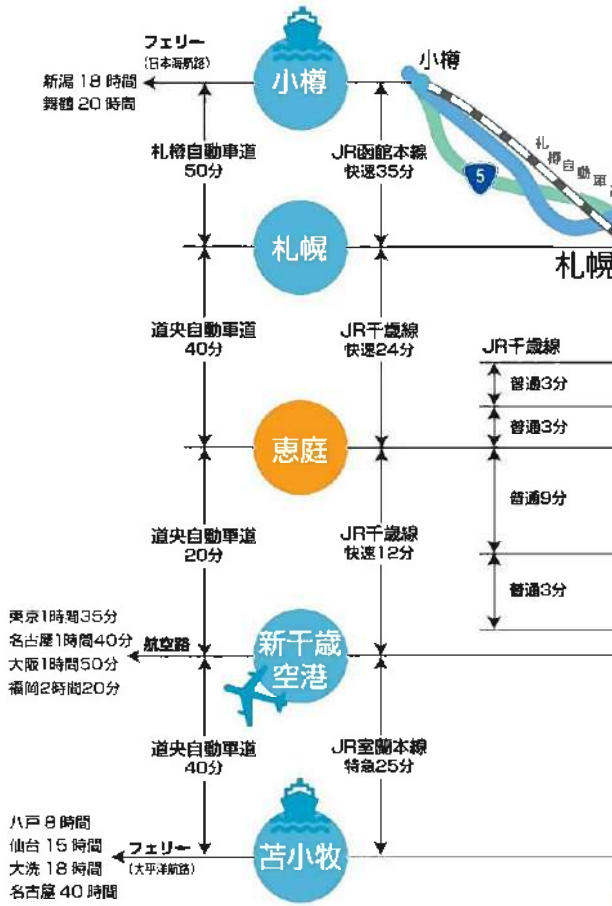 フェリー
(日本海航路)
新潟 18 時間
舞鶴 20 時間
小樽
小樽
札樽自動車道
50分
JR函館本線
快速35分
5
札樽自動車
札幌
札幌
道央自動車道
40分
JR千歳線
快速24分
JR千歳線
普通3分
普通3分
恵庭
普通9分
道央自動車道
20分
JR千歳線
快速12分
普通3分
東京1時間35分
名古屋1時間40分
大阪1時間50分
福岡2時間20分
航空路
新千歳
空港
道央自動車道
40分
JR室蘭本線
特急25分
八戸 8 時間
仙台 15 時間
大洗 18 時間
名古屋 40 時間
フェリー
(太平洋航路)
苫小牧